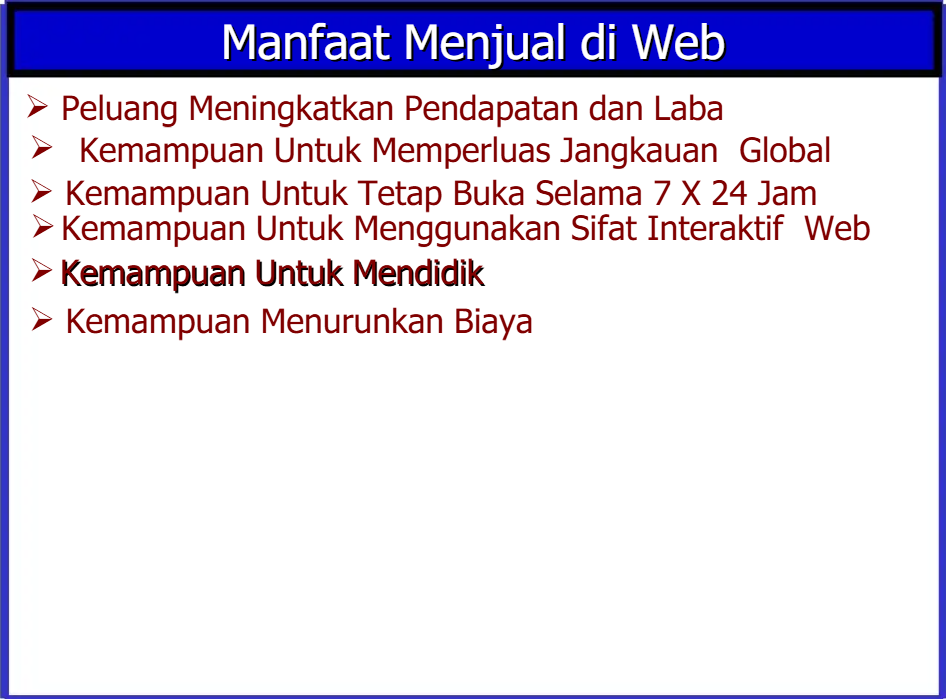 Manfaat Menjual di Web
➢ Peluang Meningkatkan Pendapatan dan Laba
➢ Kemampuan Untuk Memperluas Jangkauan Global
➢ Kemampuan Untuk Tetap Buka Selama 7 X 24 Jam
➢ Kemampuan Untuk Menggunakan Sifat Interaktif Web
➢ Kemampuan Untuk Mendidik
➢ Kemampuan Menurunkan Biaya